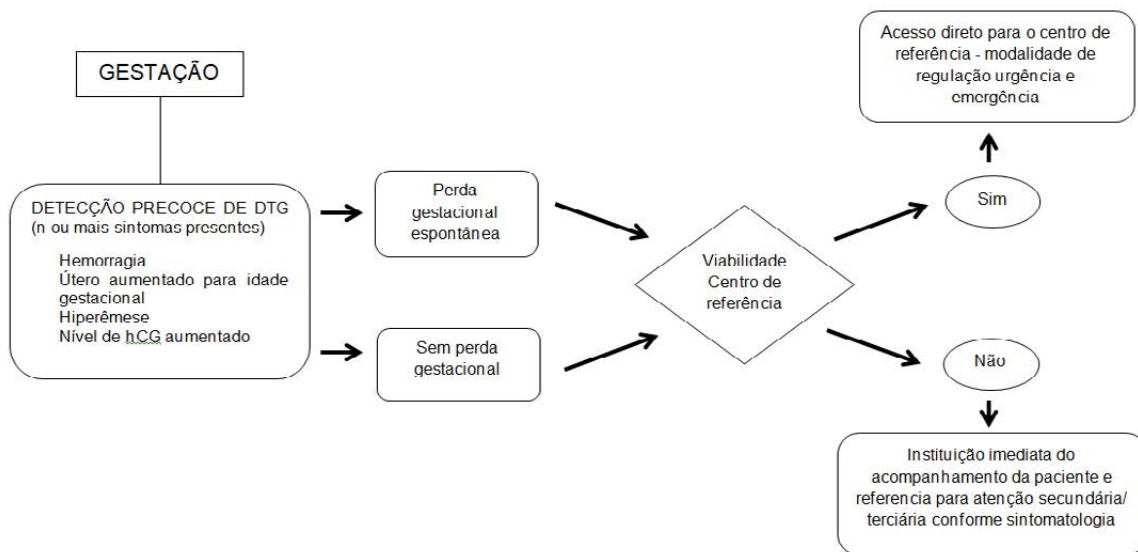 GESTAÇÃO
DETECÇÃO PRECOCE DE DTG
(n ou mais sintomas presentes)
Hemorragia
Útero aumentado para idade
gestacional
Hiperêmese
Nível de hCG aumentado
Perda
gestacional
espontânea
Sem perda
gestacional
Viabilidade
Centro de
referência
Sim
Acesso direto para o centro de
referência - modalidade de
regulação urgência e
emergência
Não
Instituição imediata do
acompanhamento da paciente e
referencia para atenção secundária/
terciária conforme sintomatologia